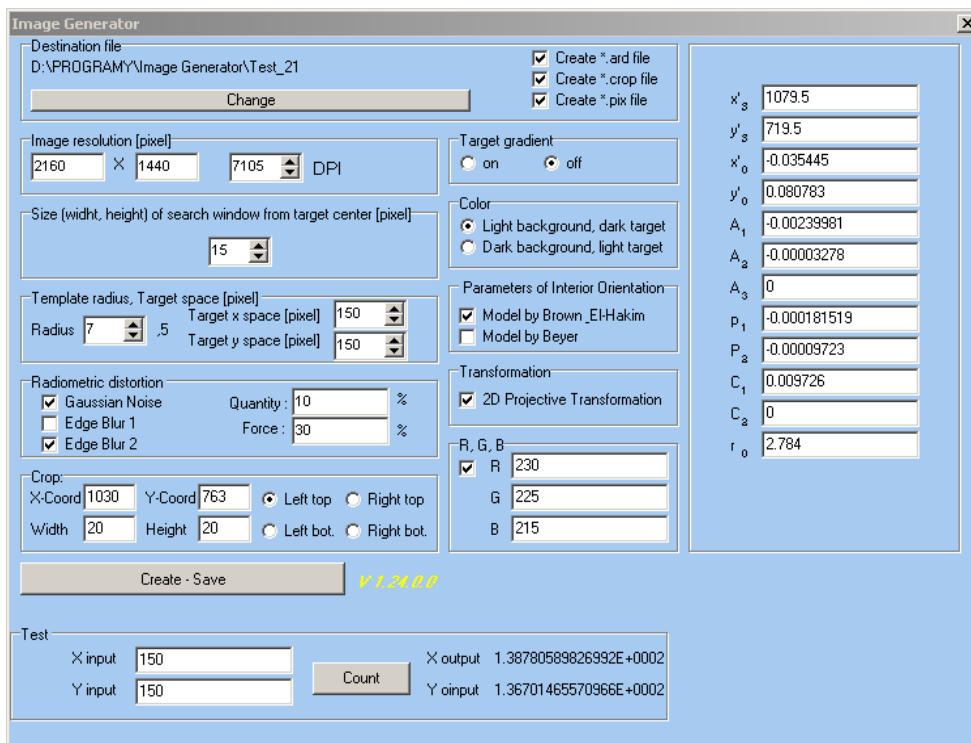 Image Generator
Destination file
D:\PROGRAMY\Image Generator\Test_21
Change
Create *.ard file
Create *.crop file
Create *.pix file
Image resolution [pixel]
2160 X 1440 7105 DPI
Size (widht, height) of search window from target center [pixel]
15
Template radius, Target space [pixel]
Radius 7 ,5
Target x space [pixel] 150
Target y space [pixel] 150
Radiometric distortion
Gaussian Noise
Edge Blur 1
Edge Blur 2
Quantity : 10 %
Force : 30 %
Crop:
X-Coord 1030 Y-Coord 763 Left top Right top
Width 20 Height 20 Left bot. Right bot.
Target gradient
on off
Color
Light background, dark target
Dark background, light target
Parameters of Interior Orientation
Model by Brown _El-Hakim
Model by Beyer
Transformation
2D Projective Transformation
R, G, B
R 230
G 225
B 215
x's 1079.5
y's 719.5
x'o -0.035445
y'o 0.080783
A1 -0.00239981
A2 -0.00003278
A3 0
P1 -0.000181519
P2 -0.00009723
C1 0.009726
C2 0
ro 2.784
Create - Save
V 1.24.0.0
Test
X input 150
Y input 150
Count
X output 1.38780589826992E+0002
Y oinput 1.36701465570966E+0002